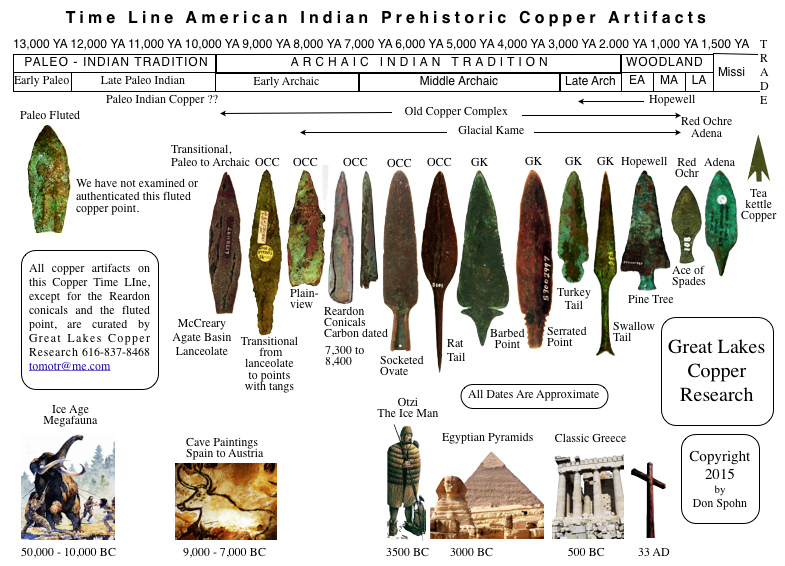 Time Line American Indian Prehistoric Copper Artifacts
13,000 YA 12,000 YA 11,000 YA 10,000 YA 9,000 YA 8,000 YA 7,000 YA 6,000 YA 5,000 YA 4,000 YA 3,000 YA 2.000 YA 1,000 YA 1,500 YA
TRADE
PALEO - INDIAN TRADITION
ARCHAIC INDIAN TRADITION
WOODLAND
Missi
Early Paleo
Late Paleo Indian
Early Archaic
Middle Archaic
Late Arch
EA
MA
LA
Paleo Indian Copper ??
Hopewell
Old Copper Complex
Glacial Kame
Red Ochre
Adena
Paleo Fluted
We have not examined or
authenticated this fluted
copper point.
Transitional,
Paleo to Archaic
OCC
OCC
OCC
OCC
OCC
GK
GK
GK
GK
Hopewell
Red
Ochr
Adena
Tea
kettle
Copper
McCreary
Agate Basin
Lanceolate
Transitional
from
lanceolate
to points
with tangs
Plain-
view
Reardon
Conicals
Carbon dated
7,300 to
8,400
Socketed
Ovate
Rat
Tail
Barbed
Point
Serrated
Point
53002997
Turkey
Tail
Swallow
Tail
Pine Tree
Ace of
Spades
All copper artifacts on
this Copper Time LIne,
except for the Reardon
conicals and the fluted
point, are curated by
Great Lakes Copper
Research 616-837-8468
tomotr@me.com
Great Lakes
Copper
Research
All Dates Are Approximate
Copyright
2015
by
Don Spohn
Ice Age
Megafauna
50,000 - 10,000 BC
Cave Paintings
Spain to Austria
9,000 - 7,000 BC
Otzi
The Ice Man
3500 BC
Egyptian Pyramids
3000 BC
Classic Greece
500 BC
33 AD